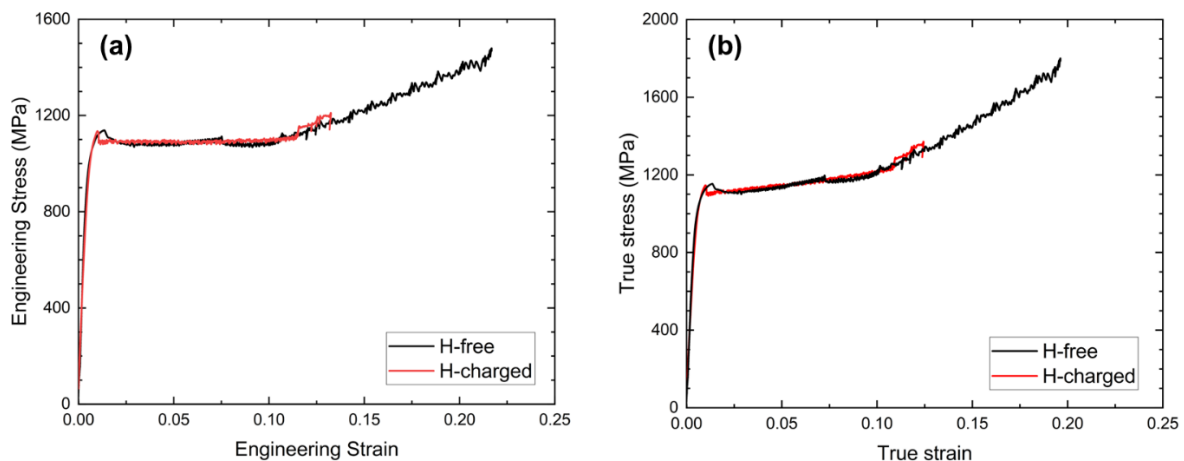 (a)
Engineering Stress (MPa)
1600
1200
800
400
0
0.00 0.05 0.10 0.15 0.20 0.25
Engineering Strain
H-free
H-charged
(b)
True stress (MPa)
2000
1600
1200
800
400
0
0.00 0.05 0.10 0.15 0.20 0.25
True strain
H-free
H-charged